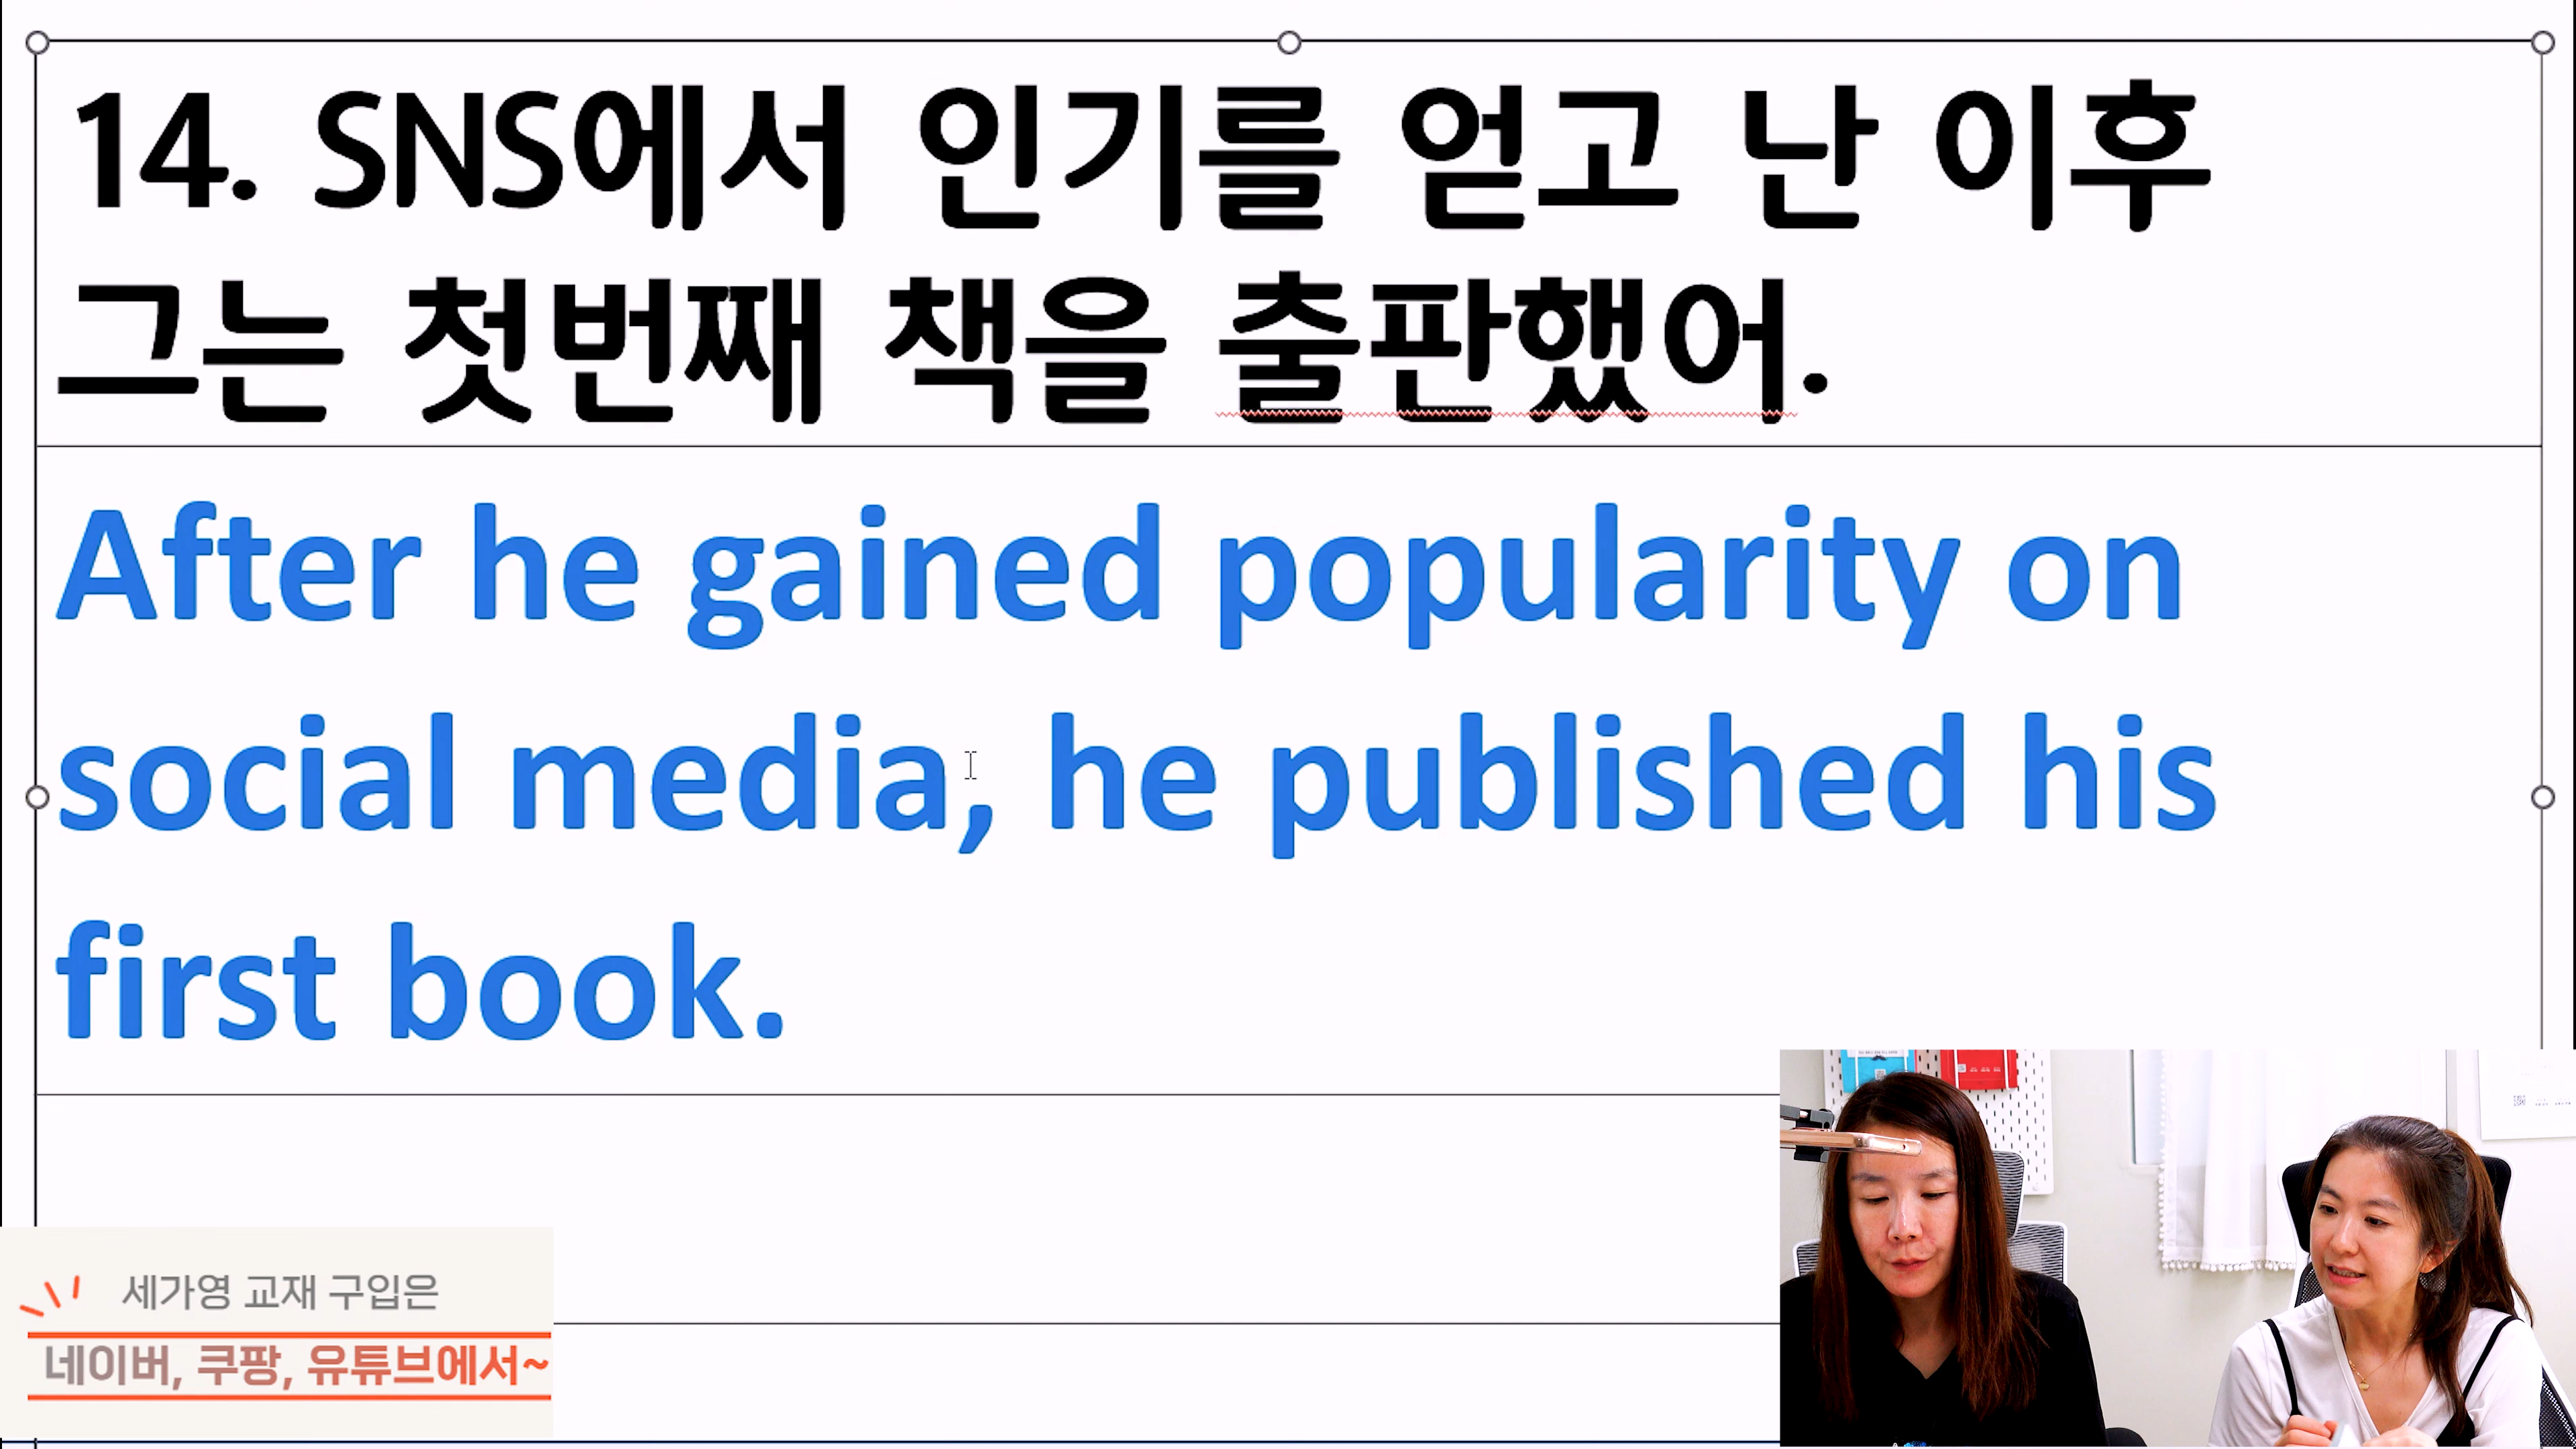 14. SNS에서 인기를 얻고 난 이후
그는 첫번째 책을 출판했어.
After he gained popularity on
social media, he published his
first book.
세가영 교재 구입은
네이버, 쿠팡, 유튜브에서~